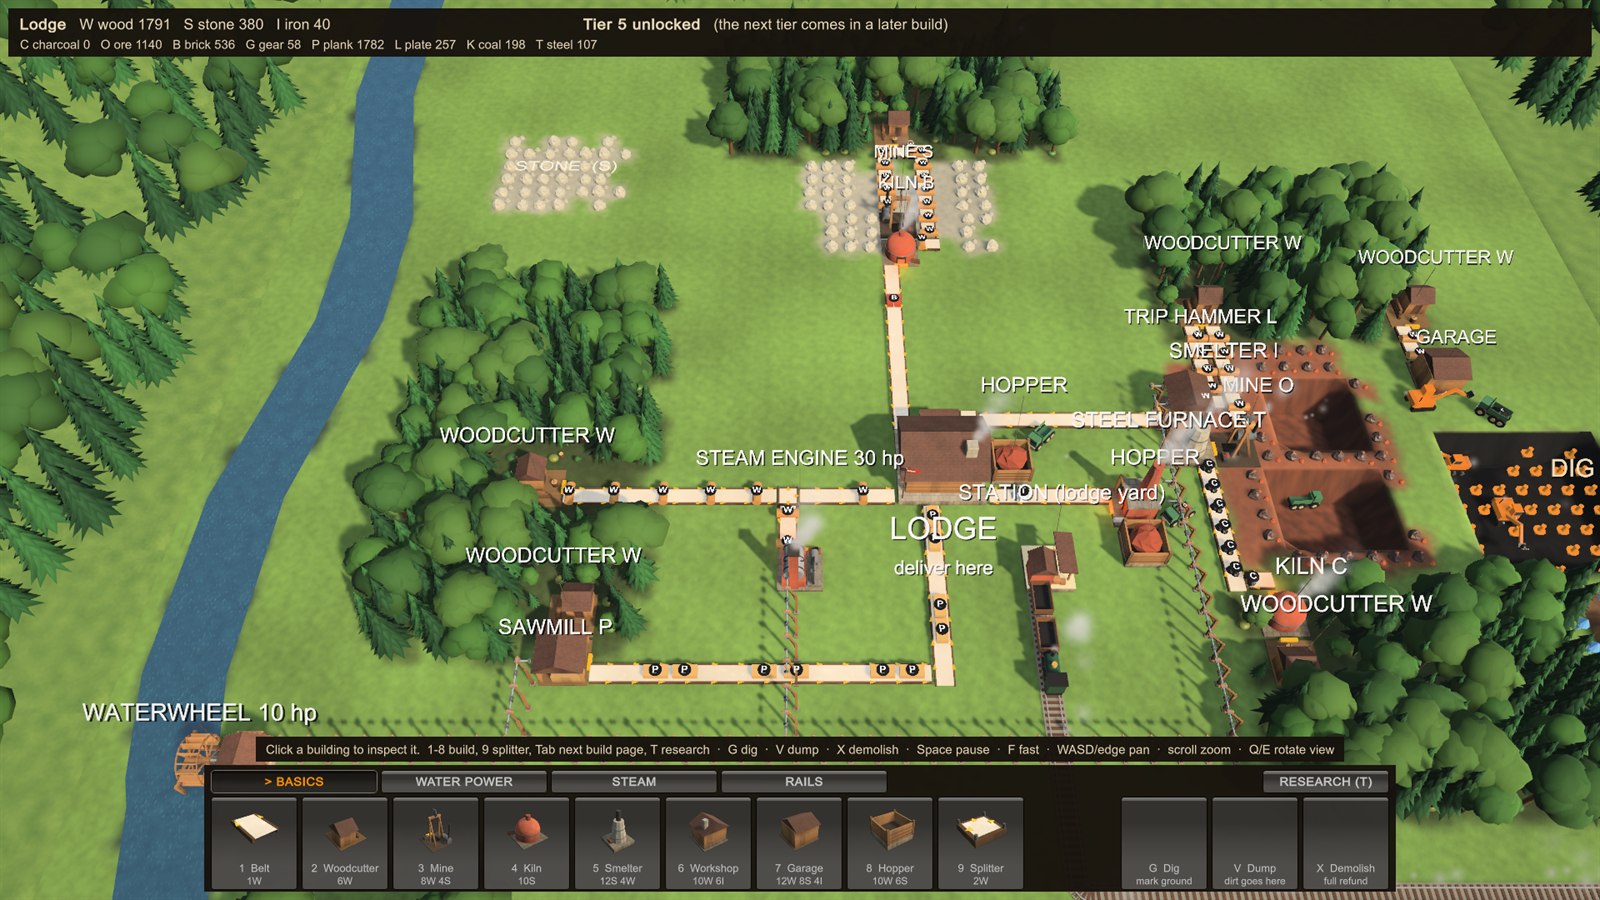 Lodge W wood 1791 S stone 380 I iron 40
Tier 5 unlocked (the next tier comes in a later build)
C charcoal 0 O ore 1140 B brick 536 G gear 58 P plank 1782 L plate 257 K coal 198 T steel 107
STONE (S)
MINE S
KILN B
WOODCUTTER W
WOODCUTTER W
TRIP HAMMER L
GARAGE
SMELTER I
HOPPER
MINE O
STEEL FURNACE T
WOODCUTTER W
STEAM ENGINE 30 hp
HOPPER
DIG
STATION (lodge yard)
LODGE
deliver here
WOODCUTTER W
KILN C
WOODCUTTER W
SAWMILL P
WATERWHEEL 10 hp
Click a building to inspect it. 1-8 build, 9 splitter, Tab next build page, T research · G dig · V dump · X demolish · Space pause · F fast · WASD/edge pan · scroll zoom · Q/E rotate view
> BASICS
WATER POWER
STEAM
RAILS
RESEARCH (T)
1 Belt
1W
2 Woodcutter
6W
3 Mine
8W 4S
4 Kiln
10S
5 Smelter
12S 4W
6 Workshop
10W 6I
7 Garage
12W 8S 4I
8 Hopper
10W 6S
9 Splitter
2W
G Dig
mark ground
V Dump
dirt goes here
X Demolish
full refund